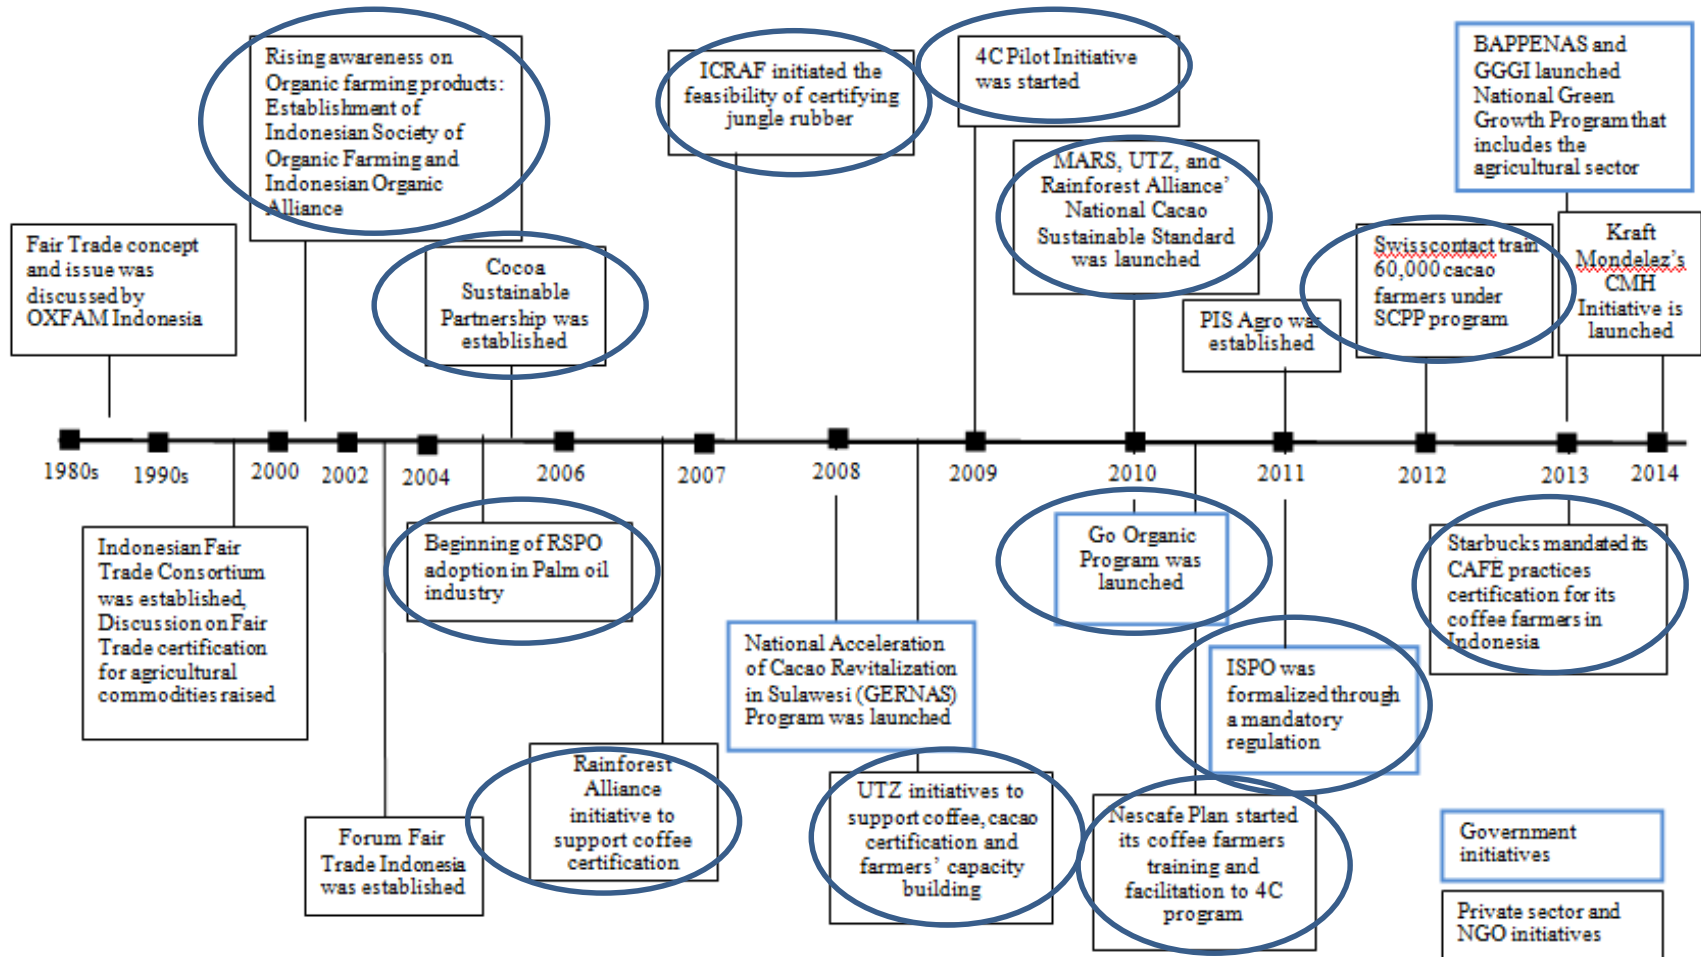 Rising awareness on
Organic farming products:
Establishment of
Indonesian Society of
Organic Farming and
Indonesian Organic
Alliance
ICRAF initiated the
feasibility of certifying
jungle rubber
4C Pilot Initiative
was started
BAPPENAS and
GGGI launched
National Green
Growth Program that
includes the
agricultural sector
MARS, UTZ, and
Rainforest Alliance’
National Cacao
Sustainable Standard
was launched
Fair Trade concept
and issue was
discussed by
OXFAM Indonesia
Cocoa
Sustainable
Partnership was
established
PIS Agro was
established
Swisscontact train
60,000 cacao
farmers under
SCPP program
Kraft
Mondelez’s
CMH
Initiative is
launched
1980s
1990s
2000
2002
2004
2006
2007
2008
2009
2010
2011
2012
2013
2014
Indonesian Fair
Trade Consortium
was established,
Discussion on Fair
Trade certification
for agricultural
commodities raised
Beginning of RSPO
adoption in Palm oil
industry
Go Organic
Program was
launched
Starbucks mandated its
CAFÉ practices
certification for its
coffee farmers in
Indonesia
National Acceleration
of Cacao Revitalization
in Sulawesi (GERNAS)
Program was launched
ISPO was
formalized through
a mandatory
regulation
Rainforest
Alliance
initiative to
support coffee
certification
UTZ initiatives to
support coffee, cacao
certification and
farmers’ capacity
building
Nescafe Plan started
its coffee farmers
training and
facilitation to 4C
program
Forum Fair
Trade Indonesia
was established
Government
initiatives
Private sector and
NGO initiatives